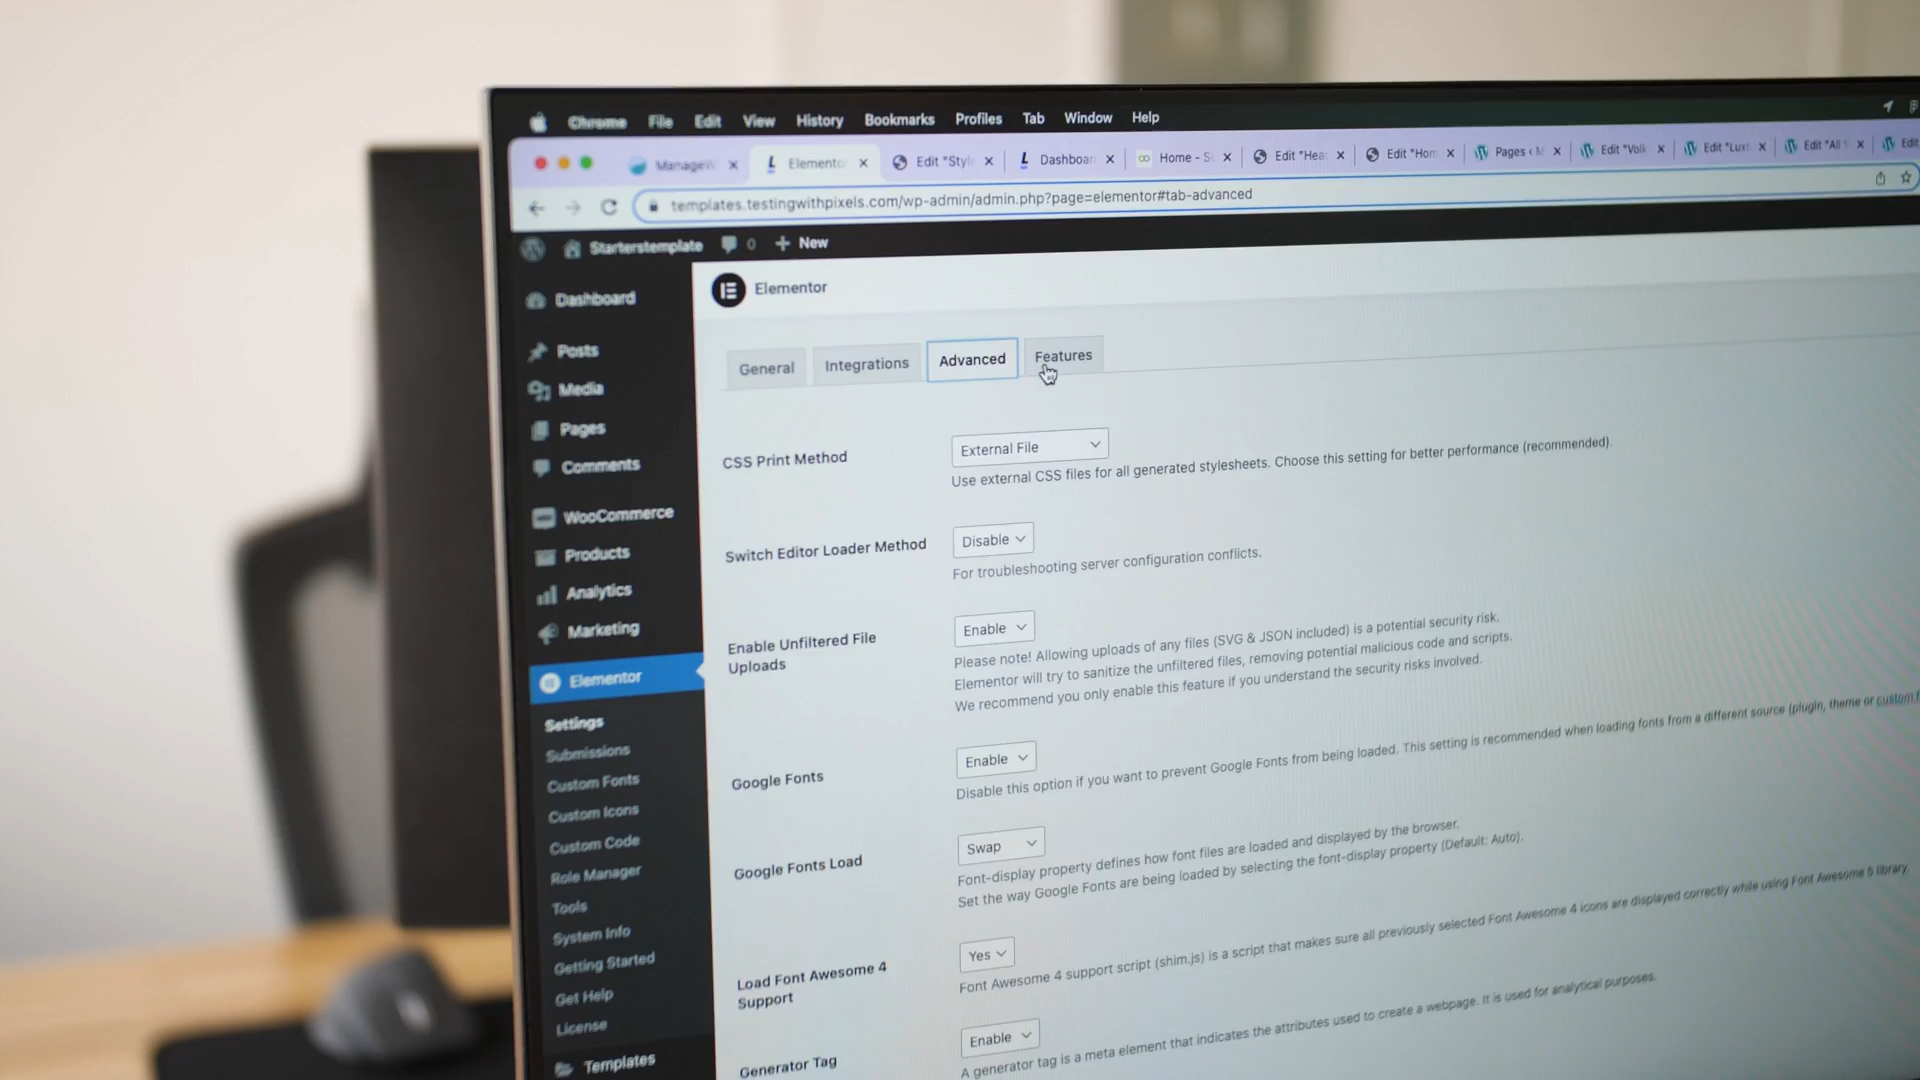 Chrome File Edit View History Bookmarks Profiles Tab Window Help
ManageW Elemento Edit "Styl Dashboar Home - S Edit "Hea Edit "Hom Pages ‹ M Edit "Volk Edit "Lux Edit "All Edit
templates.testingwithpixels.com/wp-admin/admin.php?page=elementor#tab-advanced
Starterstemplate 0 + New
Elementor
General Integrations Advanced Features
Dashboard
Posts
Media
Pages
Comments
WooCommerce
Products
Analytics
Marketing
Elementor
Settings
Submissions
Custom Fonts
Custom Icons
Custom Code
Role Manager
Tools
System Info
Getting Started
Get Help
License
Templates
CSS Print Method
External File
Use external CSS files for all generated stylesheets. Choose this setting for better performance (recommended).
Switch Editor Loader Method
Disable
For troubleshooting server configuration conflicts.
Enable Unfiltered File
Uploads
Enable
Please note! Allowing uploads of any files (SVG & JSON included) is a potential security risk.
Elementor will try to sanitize the unfiltered files, removing potential malicious code and scripts.
We recommend you only enable this feature if you understand the security risks involved.
Google Fonts
Enable
Disable this option if you want to prevent Google Fonts from being loaded. This setting is recommended when loading fonts from a different source (plugin, theme or custom f
Google Fonts Load
Swap
Font-display property defines how font files are loaded and displayed by the browser.
Set the way Google Fonts are being loaded by selecting the font-display property (Default: Auto).
Load Font Awesome 4
Support
Yes
Font Awesome 4 support script (shim.js) is a script that makes sure all previously selected Font Awesome 4 icons are displayed correctly while using Font Awesome 5 library.
Generator Tag
Enable
A generator tag is a meta element that indicates the attributes used to create a webpage. It is used for analytical purposes.